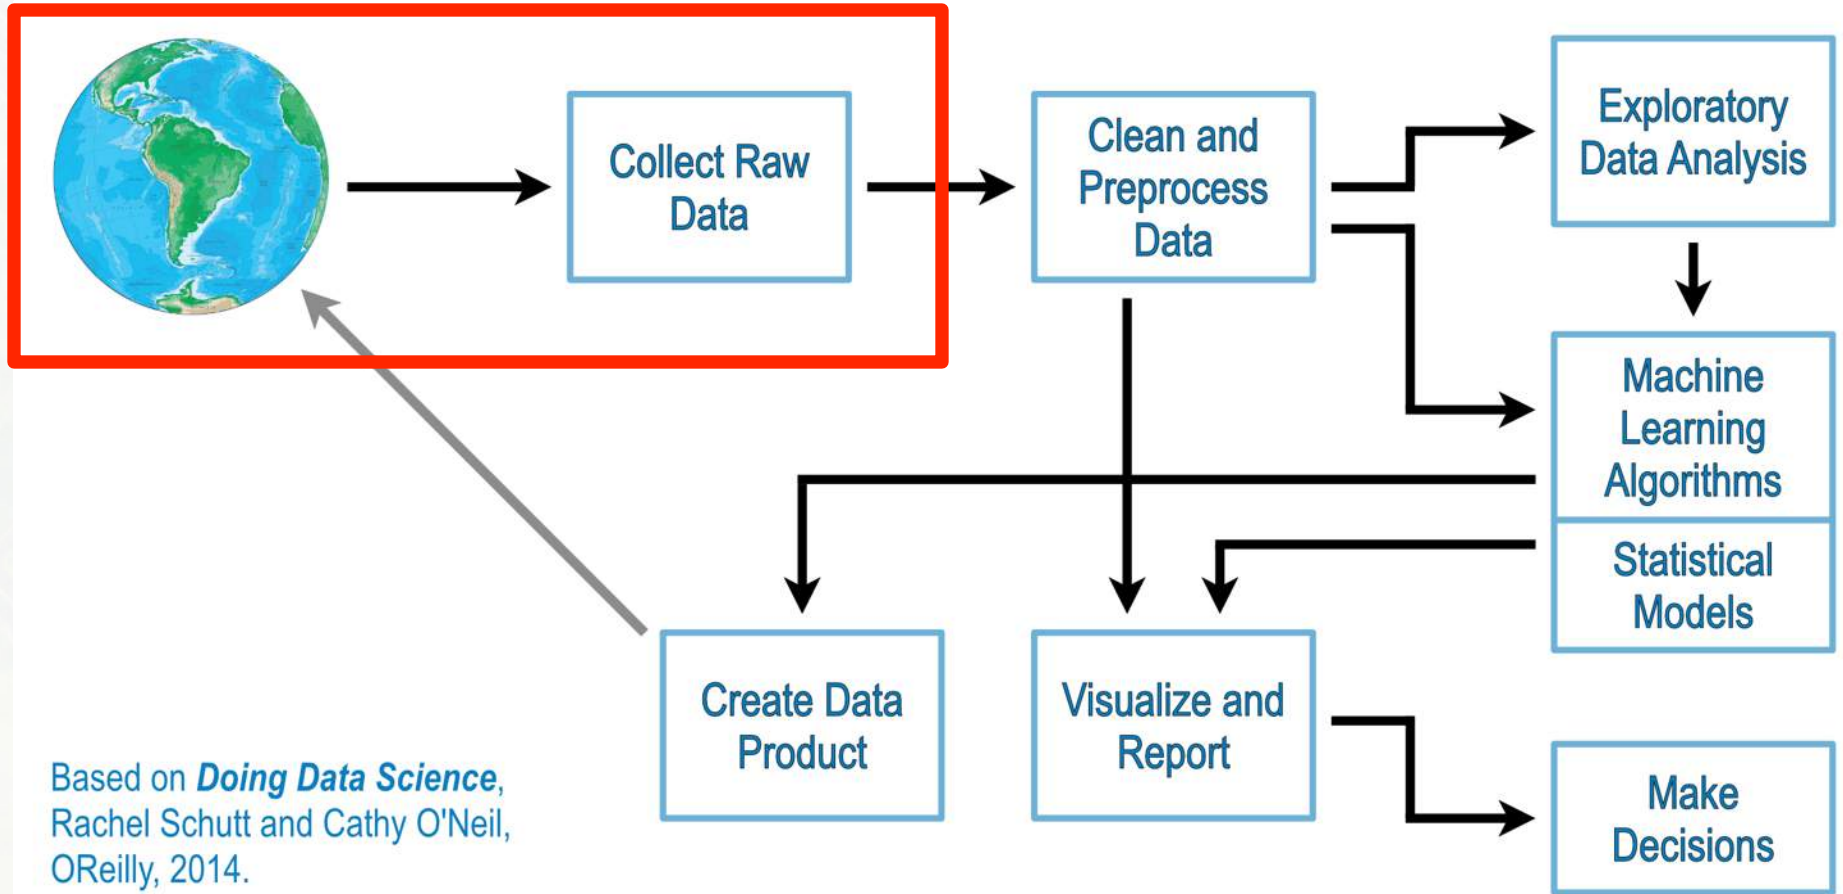 Collect Raw
Data
Clean and
Preprocess
Data
Exploratory
Data Analysis
Machine
Learning
Algorithms
Statistical
Models
Create Data
Product
Visualize and
Report
Make
Decisions
Based on Doing Data Science,
Rachel Schutt and Cathy O'Neil,
OReilly, 2014.